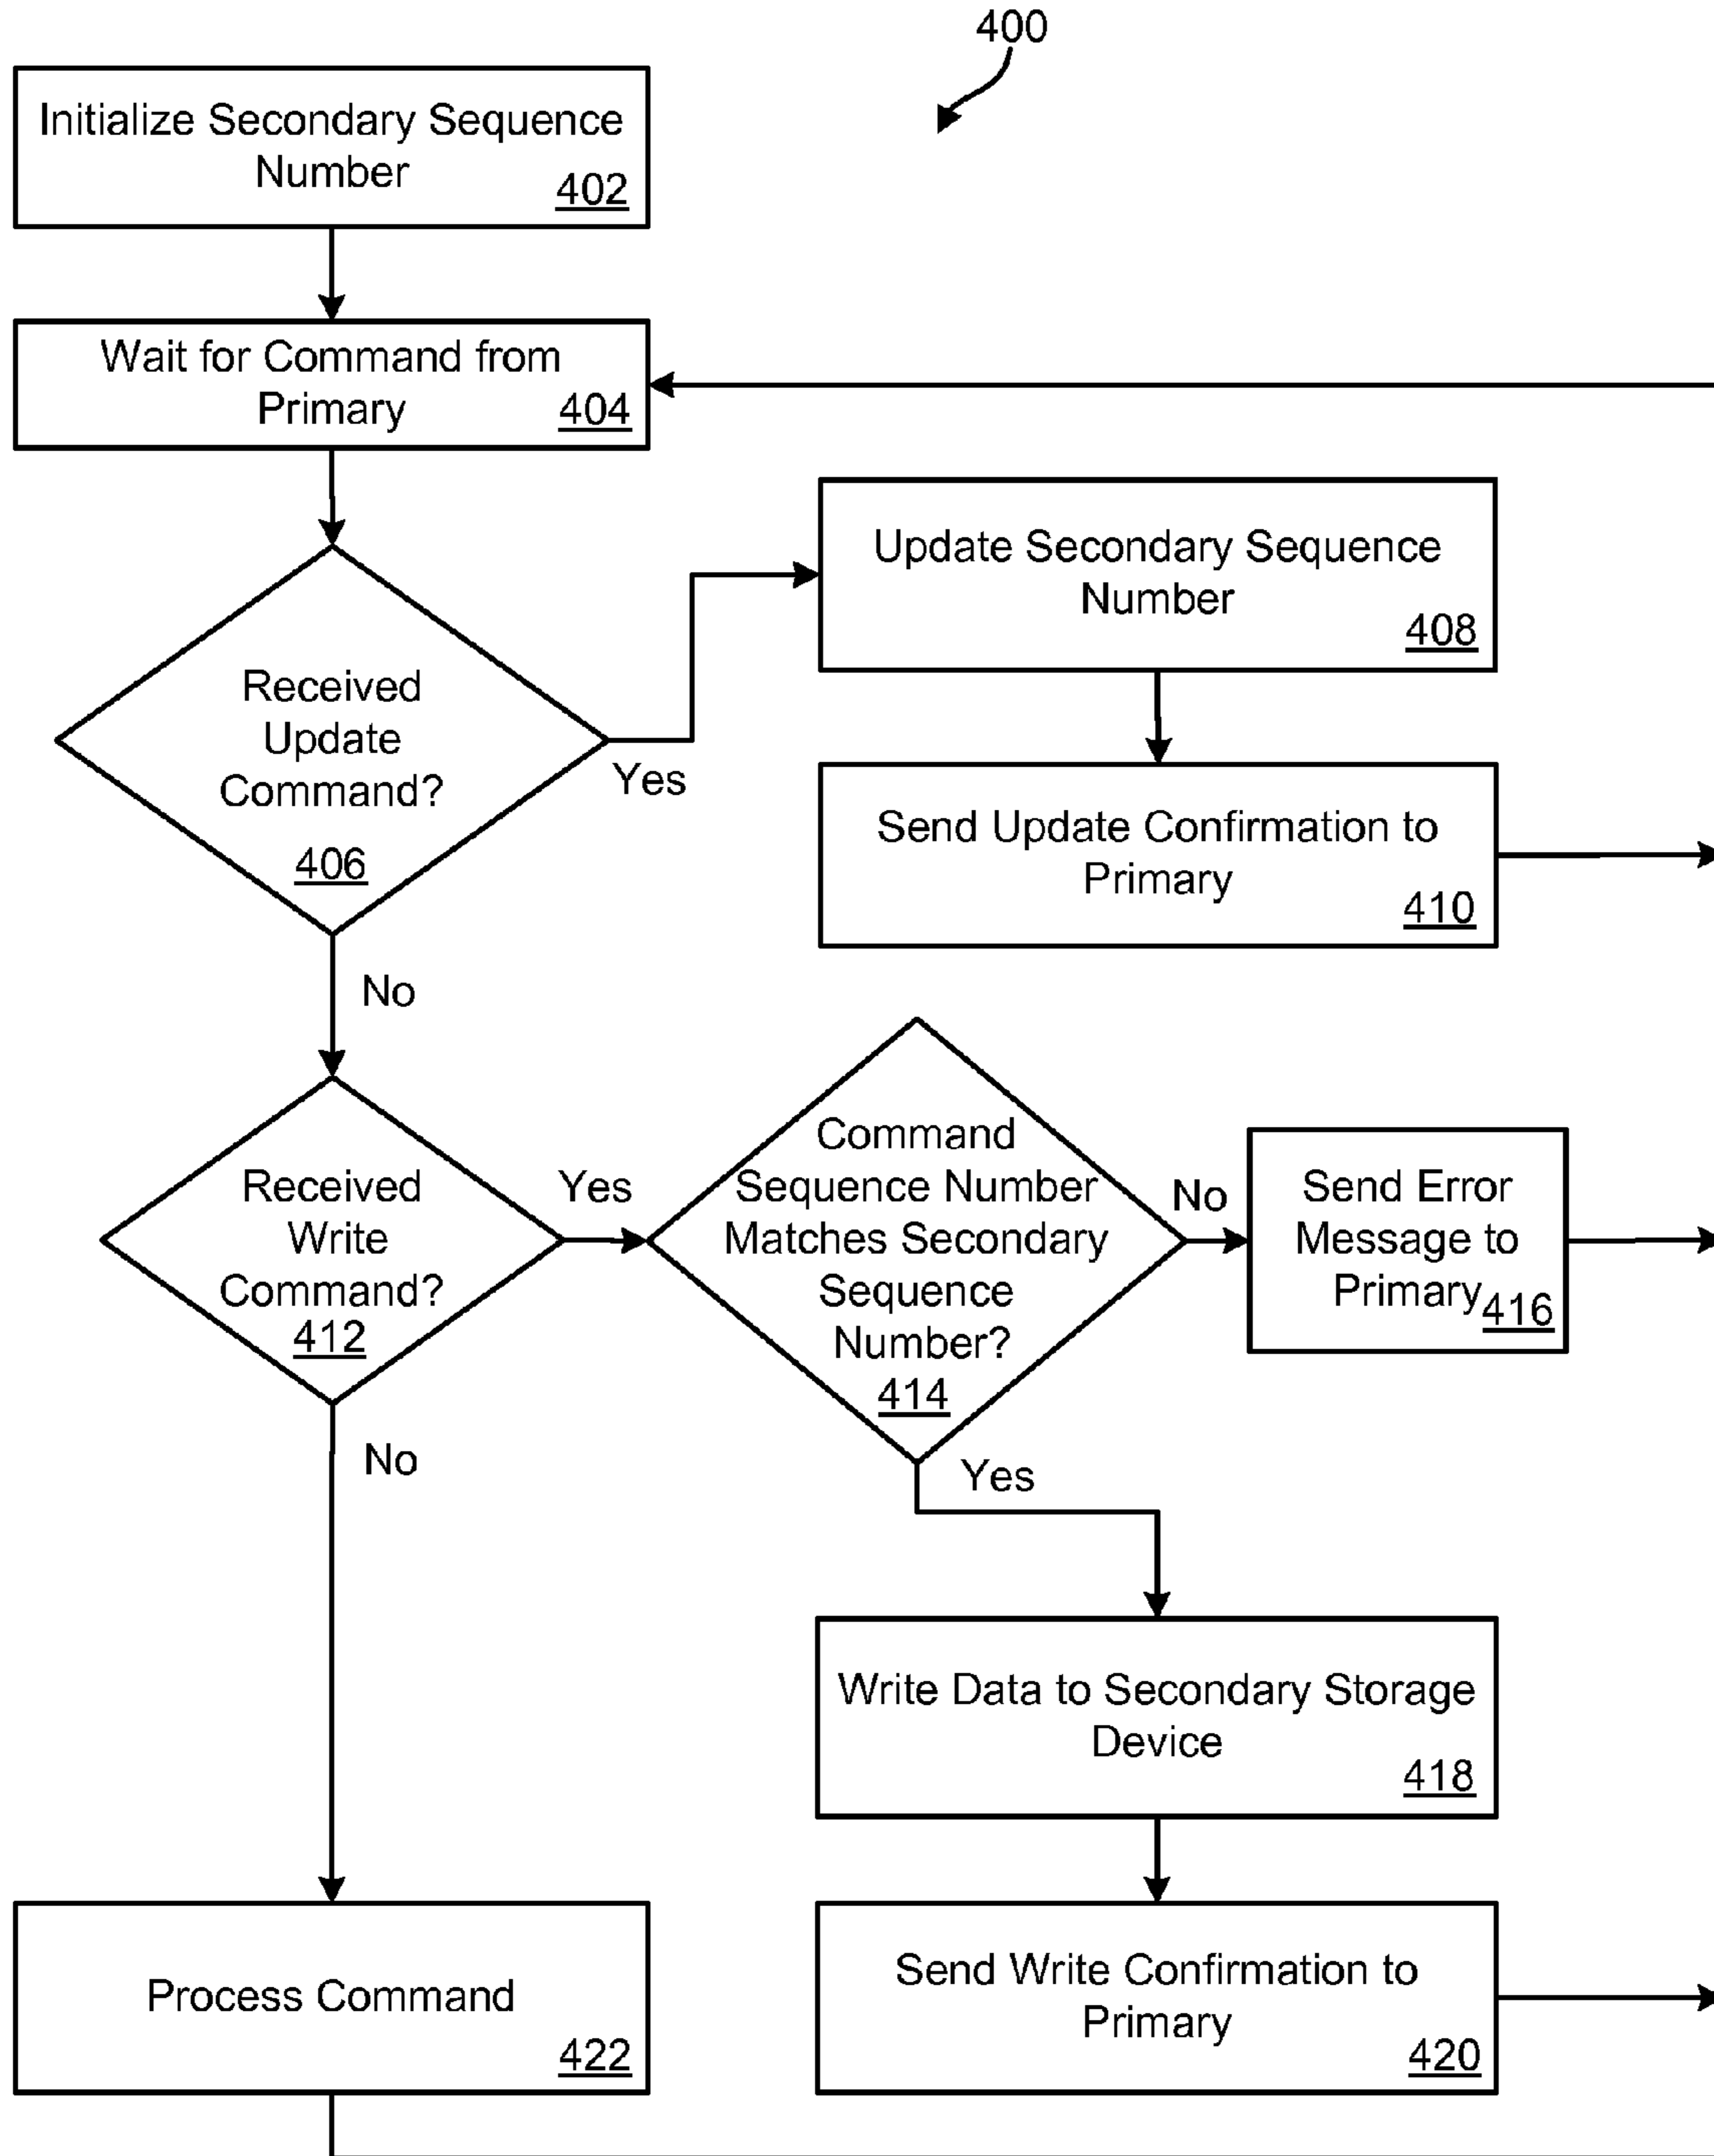 400
Initialize Secondary Sequence
Number
402
Wait for Command from
Primary
404
Received
Update
Command?
406
Yes
Update Secondary Sequence
Number
408
Send Update Confirmation to
Primary
410
No
Received
Write
Command?
412
Yes
Command
Sequence Number
Matches Secondary
Sequence
Number?
414
No
Send Error
Message to
Primary
416
Yes
Write Data to Secondary Storage
Device
418
Send Write Confirmation to
Primary
420
No
Process Command
422